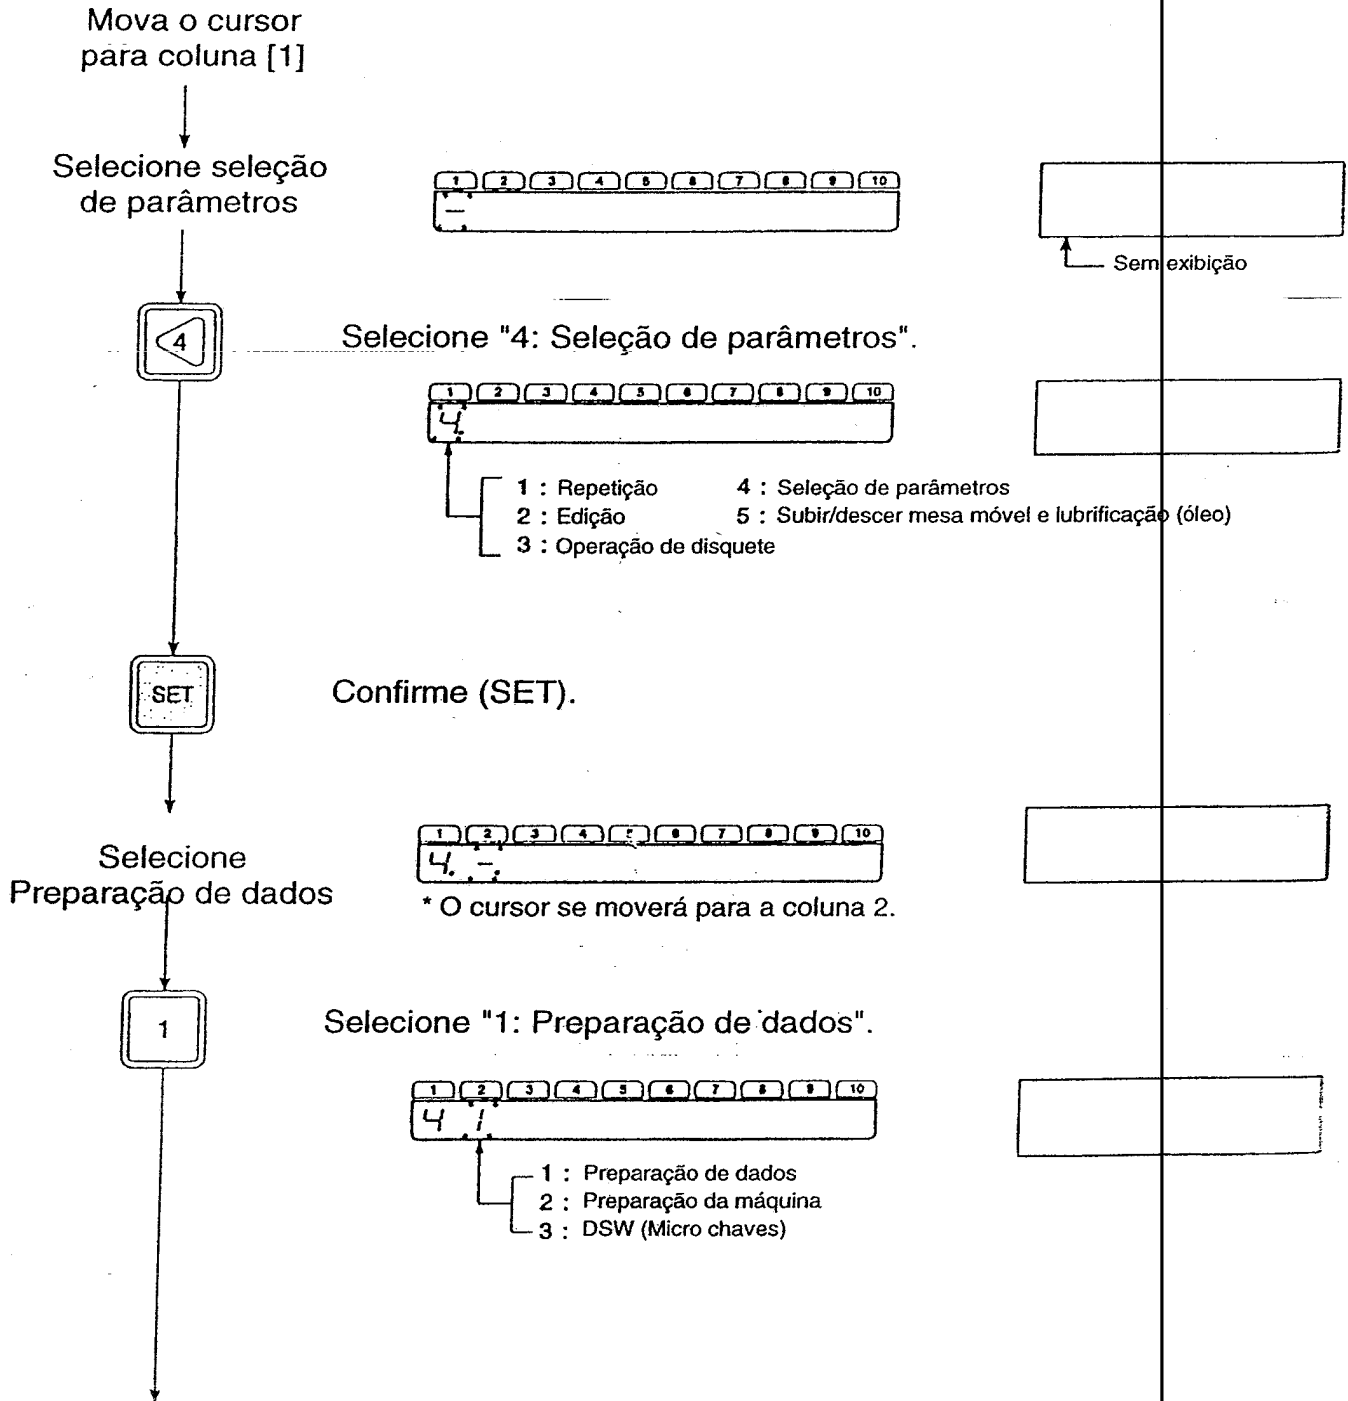 Mova o cursor
para coluna [1]
Selecione seleção
de parâmetros
1 2 3 4 5 6 7 8 9 10
–
Sem exibição
4
Selecione "4: Seleção de parâmetros".
1 2 3 4 5 6 7 8 9 10
4.
1 : Repetição 4 : Seleção de parâmetros
2 : Edição 5 : Subir/descer mesa móvel e lubrificação (óleo)
3 : Operação de disquete
SET
Confirme (SET).
1 2 3 4 5 6 7 8 9 10
4. –.
Selecione
Preparação de dados
* O cursor se moverá para a coluna 2.
1
Selecione "1: Preparação de dados".
1 2 3 4 5 6 7 8 9 10
4 1
1 : Preparação de dados
2 : Preparação da máquina
3 : DSW (Micro chaves)